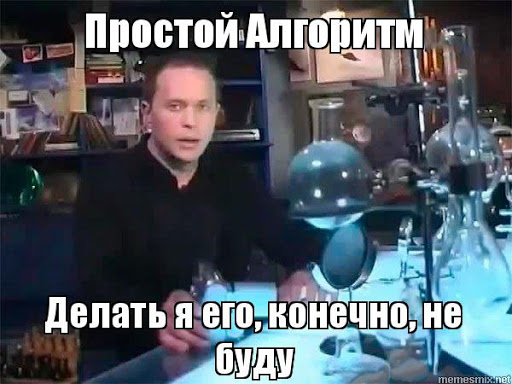 Простой Алгоритм
Делать я его, конечно, не
буду
memesmix.net